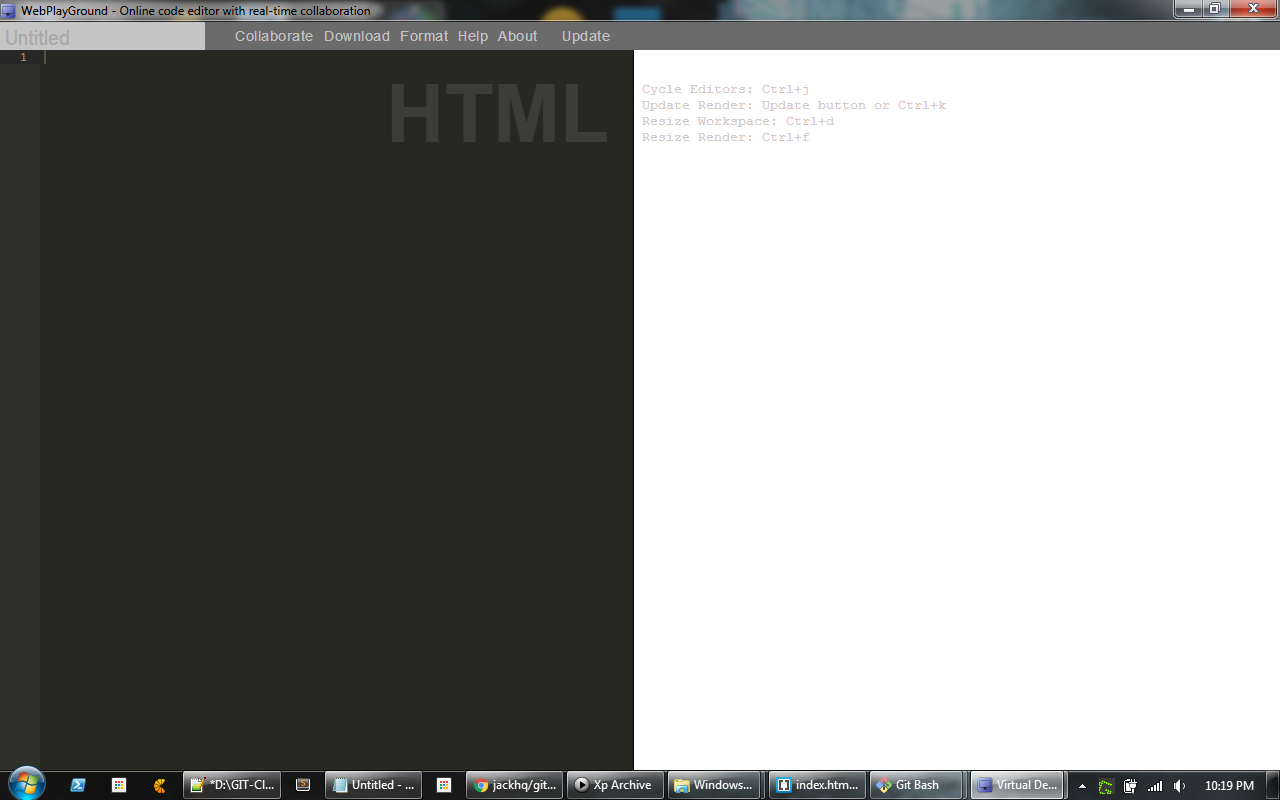 WebPlayGround - Online code editor with real-time collaboration
Untitled
Collaborate Download Format Help About Update
1
HTML
Cycle Editors: Ctrl+j
Update Render: Update button or Ctrl+k
Resize Workspace: Ctrl+d
Resize Render: Ctrl+f
*D:\GIT-Cl... Untitled - ... jackhq/git... Xp Archive Windows... index.htm... Git Bash Virtual De... 10:19 PM